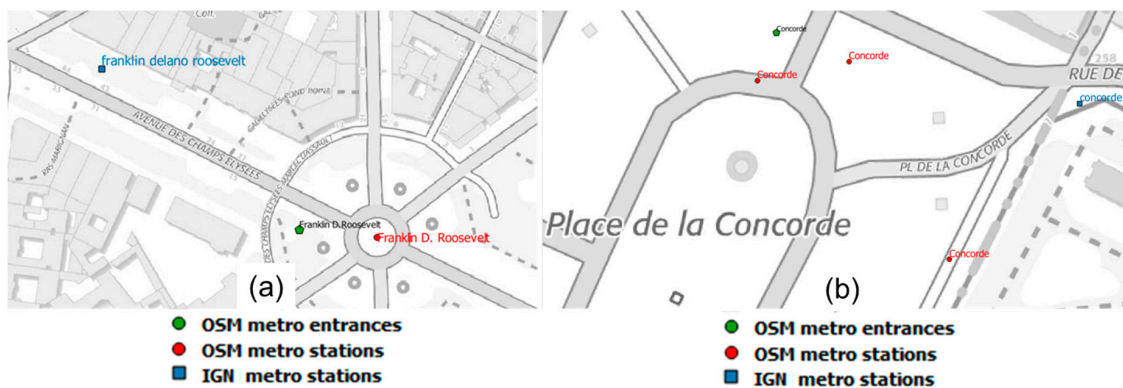 Coll.
franklin delano roosevelt
AVENUE DES CHAMPS ELYSEES
Franklin D.Roosevelt
Franklin D. Roosevelt
(a)
OSM metro entrances
OSM metro stations
IGN metro stations
Concorde
Concorde
Concorde
258
RUE DE
concorde
PL DE LA CONCORDE
Place de la Concorde
Concorde
(b)
OSM metro entrances
OSM metro stations
IGN metro stations